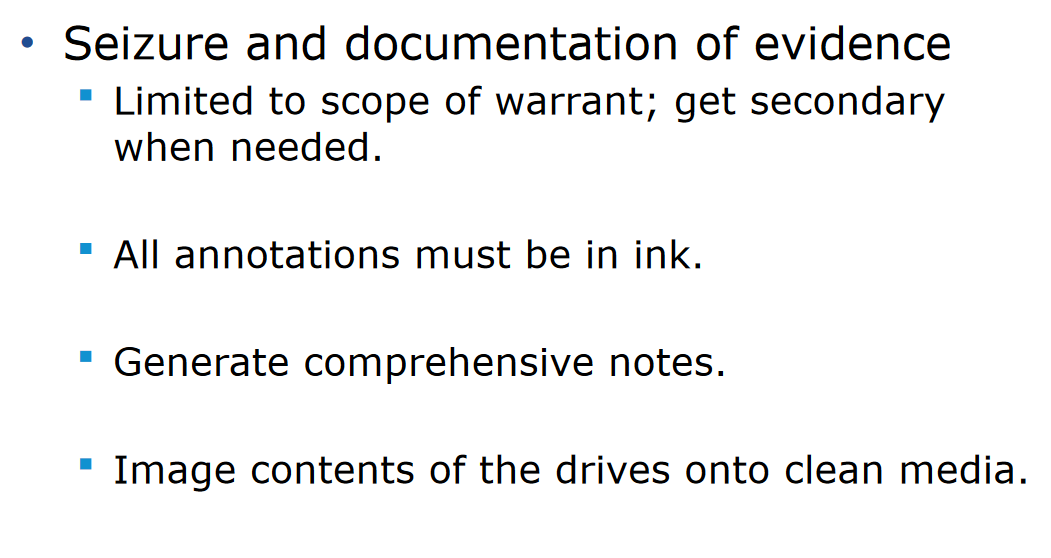 • Seizure and documentation of evidence
▪ Limited to scope of warrant; get secondary
when needed.
▪ All annotations must be in ink.
▪ Generate comprehensive notes.
▪ Image contents of the drives onto clean media.